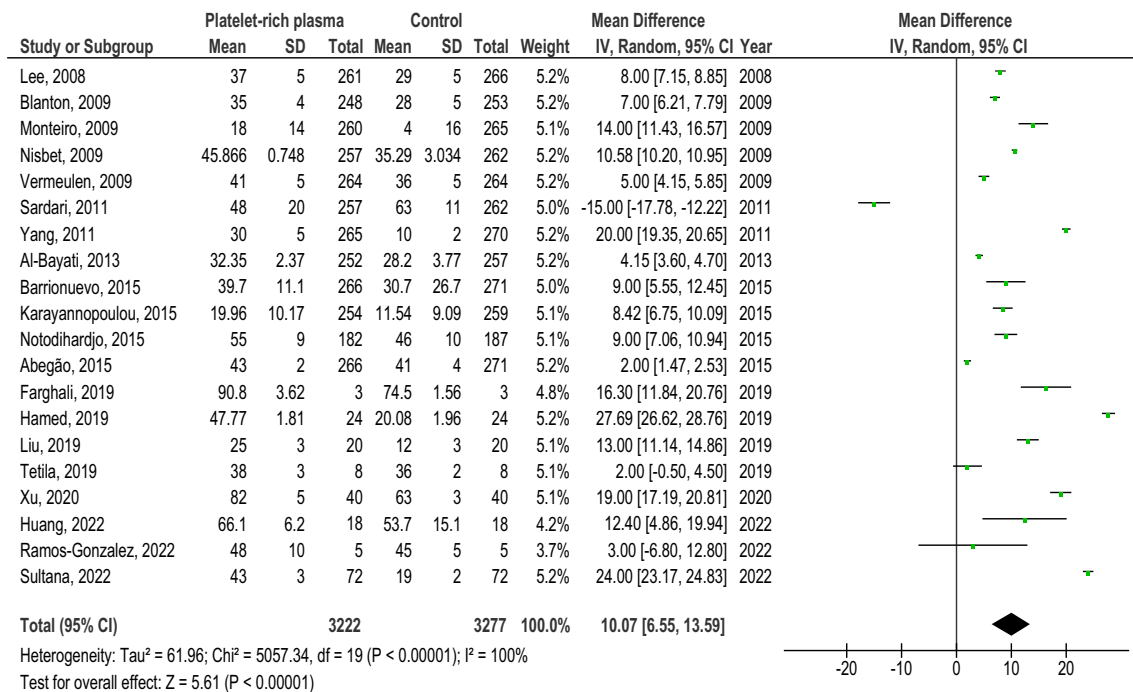 Platelet-rich plasma Control Mean Difference Mean Difference
Study or Subgroup Mean SD Total Mean SD Total Weight IV, Random, 95% CI Year IV, Random, 95% CI
Lee, 2008 37 5 261 29 5 266 5.2% 8.00 [7.15, 8.85] 2008
Blanton, 2009 35 4 248 28 5 253 5.2% 7.00 [6.21, 7.79] 2009
Monteiro, 2009 18 14 260 4 16 265 5.1% 14.00 [11.43, 16.57] 2009
Nisbet, 2009 45.866 0.748 257 35.29 3.034 262 5.2% 10.58 [10.20, 10.95] 2009
Vermeulen, 2009 41 5 264 36 5 264 5.2% 5.00 [4.15, 5.85] 2009
Sardari, 2011 48 20 257 63 11 262 5.0% -15.00 [-17.78, -12.22] 2011
Yang, 2011 30 5 265 10 2 270 5.2% 20.00 [19.35, 20.65] 2011
Al-Bayati, 2013 32.35 2.37 252 28.2 3.77 257 5.2% 4.15 [3.60, 4.70] 2013
Barrionuevo, 2015 39.7 11.1 266 30.7 26.7 271 5.0% 9.00 [5.55, 12.45] 2015
Karayannopoulou, 2015 19.96 10.17 254 11.54 9.09 259 5.2% 8.42 [6.75, 10.09] 2015
Notodihardjo, 2015 55 9 182 46 10 187 5.1% 9.00 [7.06, 10.94] 2015
Abegão, 2015 43 2 266 41 4 271 5.2% 2.00 [1.47, 2.53] 2015
Farghali, 2019 90.8 3.62 3 74.5 1.56 3 4.8% 16.30 [11.84, 20.76] 2019
Hamed, 2019 47.77 1.81 24 20.08 1.96 24 5.2% 27.69 [26.62, 28.76] 2019
Liu, 2019 25 3 20 12 3 20 5.1% 13.00 [11.14, 14.86] 2019
Tetila, 2019 38 3 8 36 2 8 5.1% 2.00 [-0.50, 4.50] 2019
Xu, 2020 82 5 40 63 3 40 5.1% 19.00 [17.19, 20.81] 2020
Huang, 2022 66.1 6.2 18 53.7 15.1 18 4.2% 12.40 [4.86, 19.94] 2022
Ramos-Gonzalez, 2022 48 10 5 45 5 5 3.7% 3.00 [-6.80, 12.80] 2022
Sultana, 2022 43 3 72 19 2 72 5.2% 24.00 [23.17, 24.83] 2022
Total (95% CI) 3222 3277 100.0% 10.07 [6.55, 13.59]
Heterogeneity: Tau² = 61.96; Chi² = 5057.34, df = 19 (P < 0.00001); I² = 100%
Test for overall effect: Z = 5.61 (P < 0.00001)
-20 -10 0 10 20